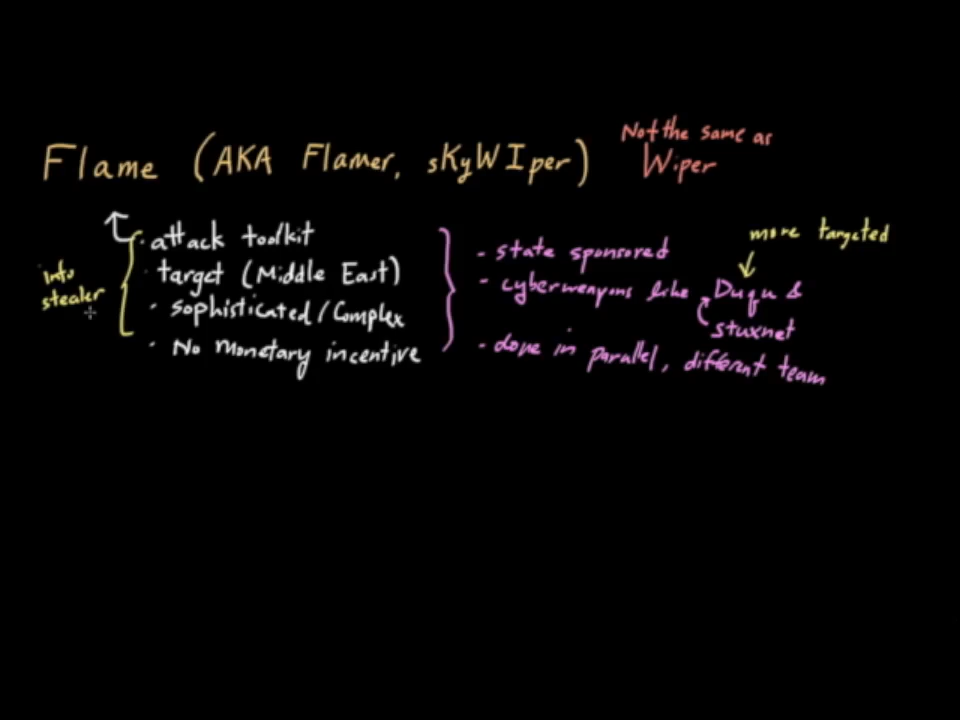 Not the same as
Flame (AKA Flamer, sKyWIper) Wiper
• attack toolkit
target (Middle East)
• sophisticated/Complex
• No Monetary incentive
Info
stealer
- state sponsored
- cyberweapons like Duqu &
stuxnet
- done in parallel, different team
more targeted